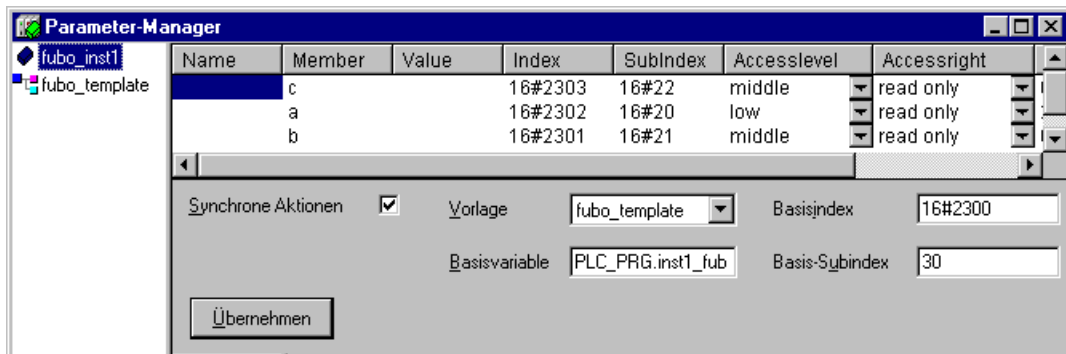 Parameter-Manager
fubo_inst1
fubo_template
Name Member Value Index SubIndex Accesslevel Accessright
c 16#2303 16#22 middle read only
a 16#2302 16#20 low read only
b 16#2301 16#21 middle read only
Synchrone Aktionen Vorlage fubo_template Basisindex 16#2300
Basisvariable PLC_PRG.inst1_fub Basis-Subindex 30
Übernehmen